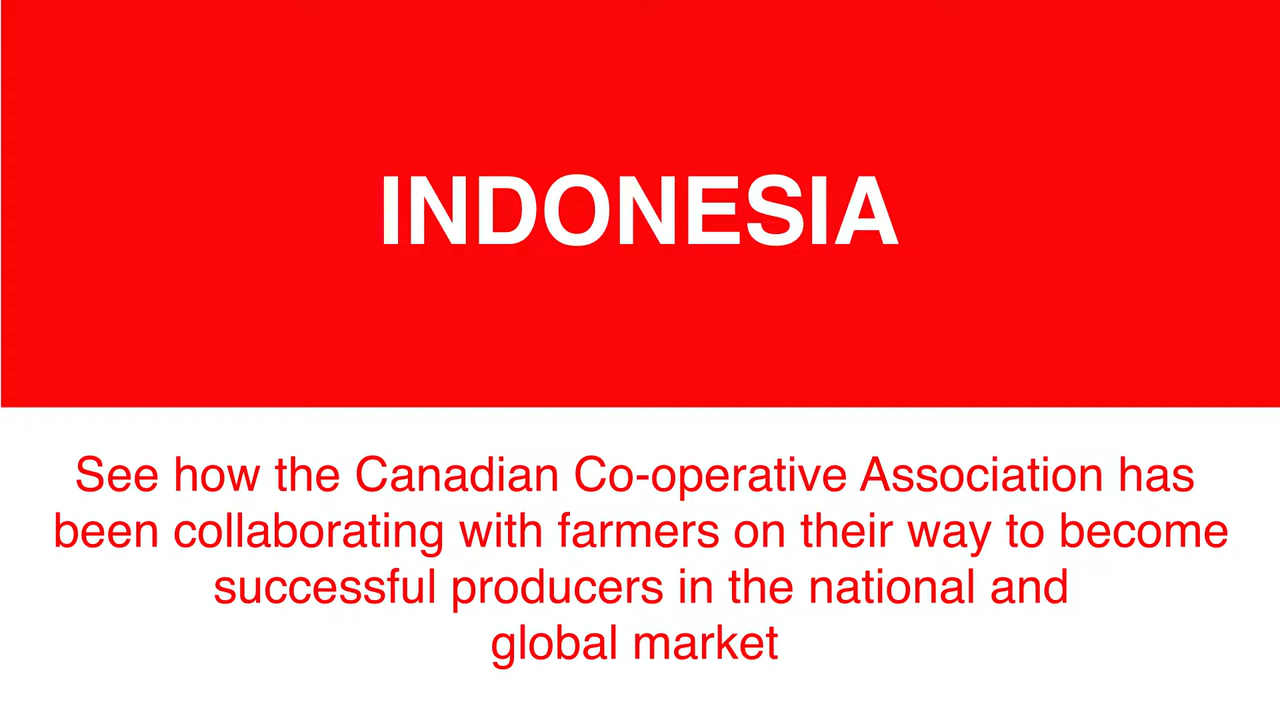 INDONESIA
See how the Canadian Co-operative Association has
been collaborating with farmers on their way to become
successful producers in the national and
global market